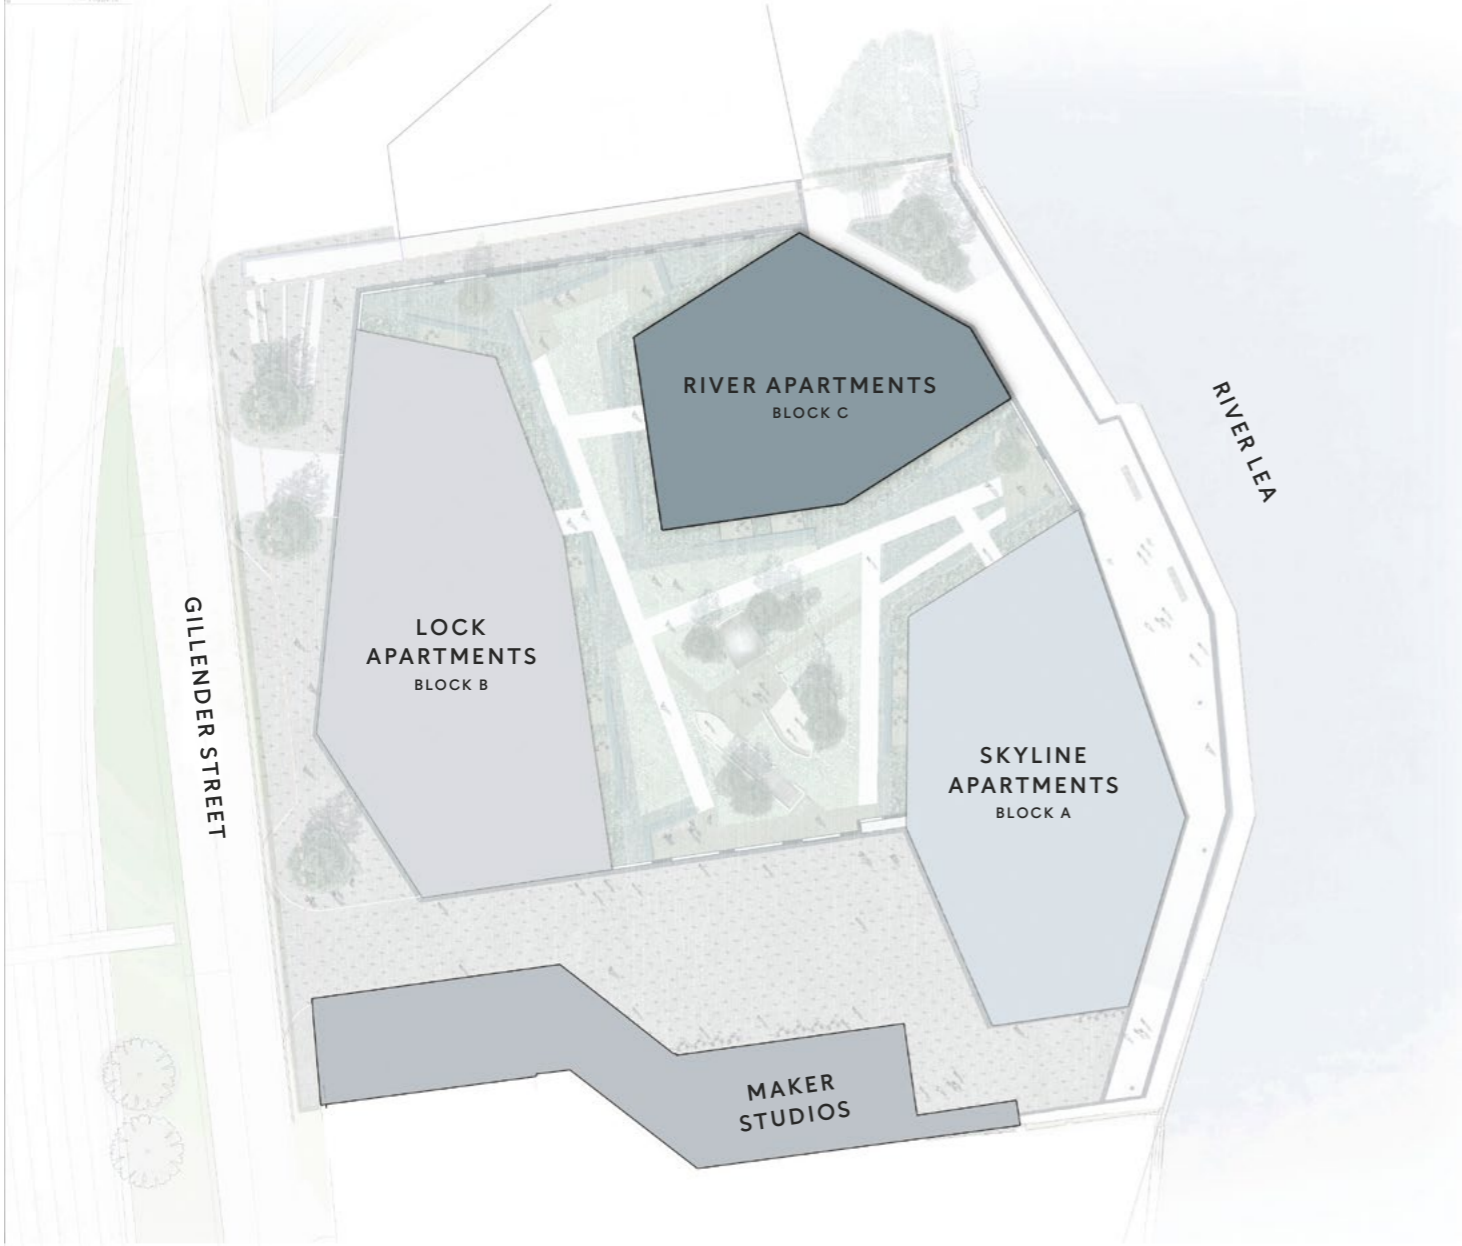 RIVER APARTMENTS
BLOCK C
RIVER LEA
LOCK
APARTMENTS
BLOCK B
GILLENDER STREET
SKYLINE
APARTMENTS
BLOCK A
MAKER
STUDIOS